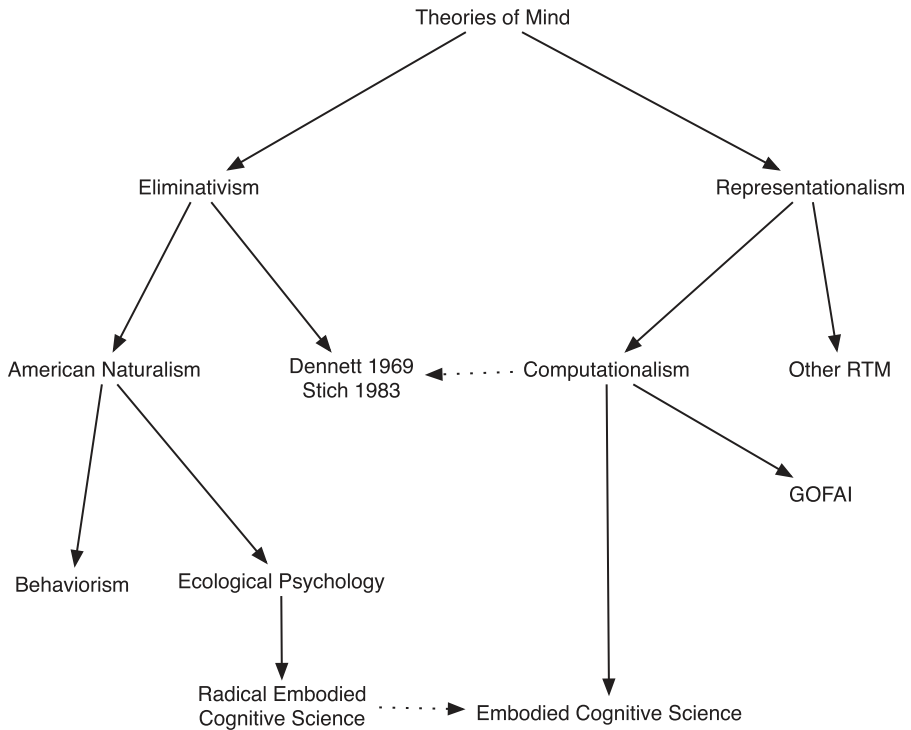 Theories of Mind
Eliminativism
Representationalism
American Naturalism
Dennett 1969
Stich 1983
Computationalism
Other RTM
GOFAI
Behaviorism
Ecological Psychology
Radical Embodied
Cognitive Science
Embodied Cognitive Science